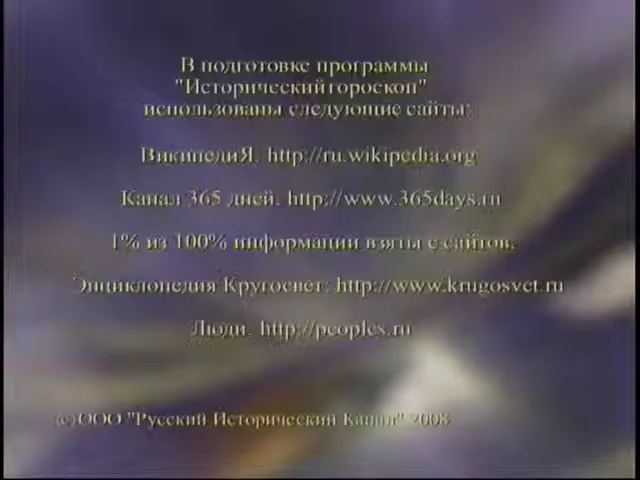 В подготовке программы
"Исторический гороскоп"
использованы следующие сайты:
ВикипедиЯ. http://ru.wikipedia.org
Канал 365 дней. http://www.365days.ru
1% из 100% информации взяты с сайтов.
Энциклопедия Кругосвет: http://www.krugosvet.ru
Люди. http://peoples.ru
(с) ООО "Русский Исторический Канал" 2008